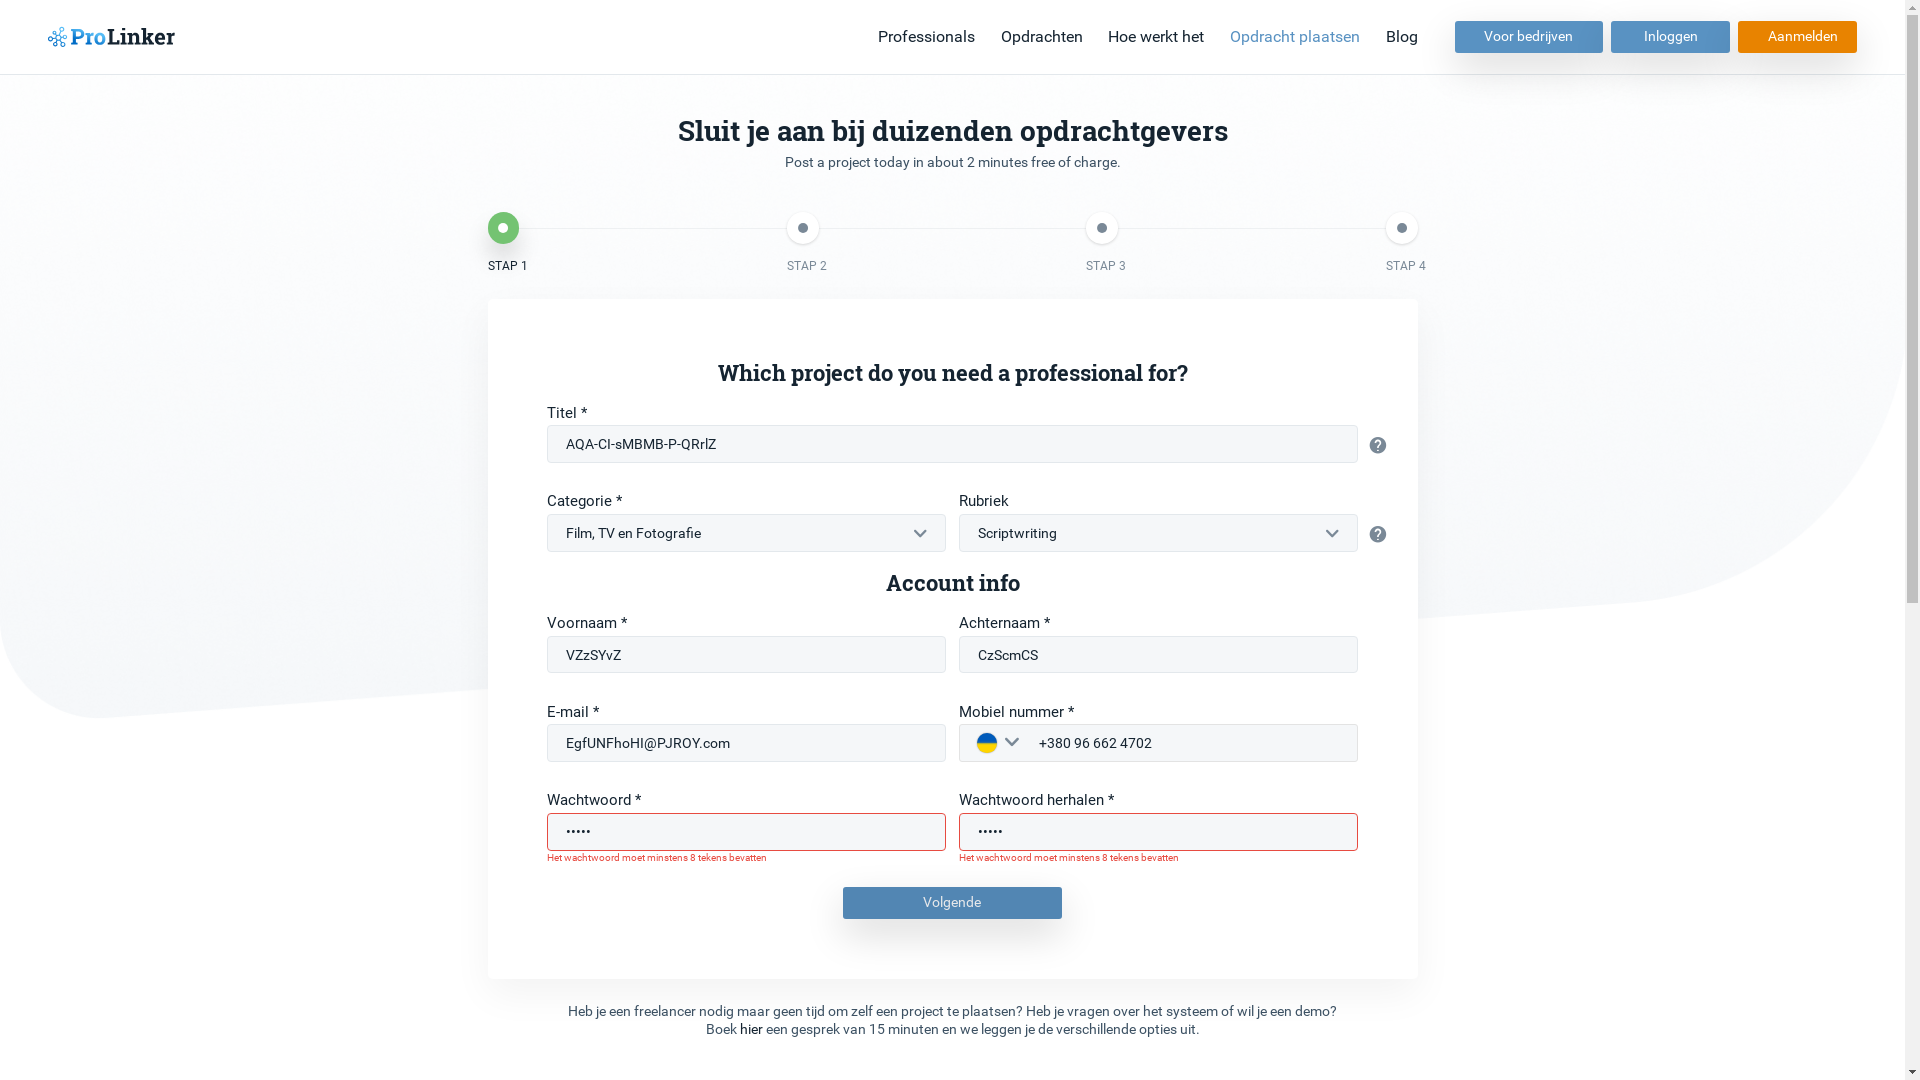 ProLinker
Professionals Opdrachten Hoe werkt het Opdracht plaatsen Blog Voor bedrijven Inloggen Aanmelden
Sluit je aan bij duizenden opdrachtgevers
Post a project today in about 2 minutes free of charge.
STAP 1 STAP 2 STAP 3 STAP 4
Which project do you need a professional for?
Titel *
AQA-CI-sMBMB-P-QRrlZ
Categorie * Rubriek
Film, TV en Fotografie Scriptwriting
Account info
Voornaam * Achternaam *
VZzSYvZ CzScmCS
E-mail * Mobiel nummer *
EgfUNFhoHI@PJROY.com +380 96 662 4702
Wachtwoord * Wachtwoord herhalen *
••••• •••••
Het wachtwoord moet minstens 8 tekens bevatten Het wachtwoord moet minstens 8 tekens bevatten
Volgende
Heb je een freelancer nodig maar geen tijd om zelf een project te plaatsen? Heb je vragen over het systeem of wil je een demo?
Boek hier een gesprek van 15 minuten en we leggen je de verschillende opties uit.